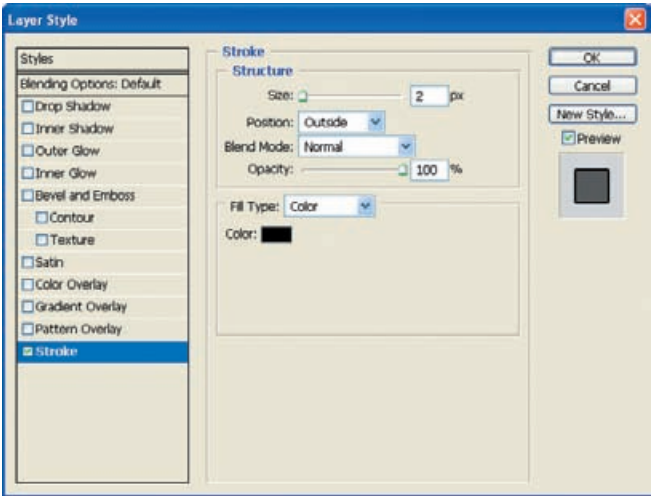 Layer Style
Styles
Blending Options: Default
Drop Shadow
Inner Shadow
Outer Glow
Inner Glow
Bevel and Emboss
Contour
Texture
Satin
Color Overlay
Gradient Overlay
Pattern Overlay
Stroke
Stroke
Structure
Size: 2 px
Position: Outside
Blend Mode: Normal
Opacity: 100 %
Fill Type: Color
Color:
OK
Cancel
New Style...
Preview